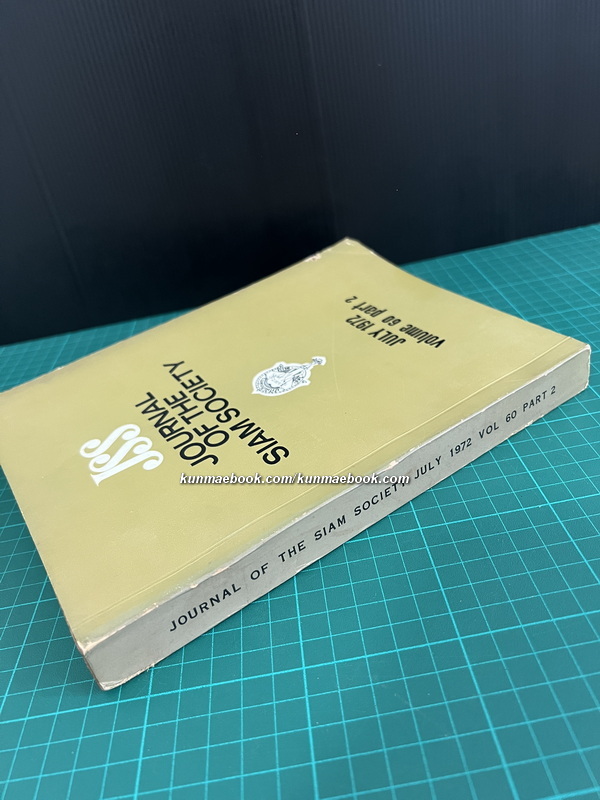 JSS
JOURNAL
OF THE
SIAM SOCIETY
JULY 1972
volume 60 part 2
kunmaebook.com/kunmaebook.com
JOURNAL OF THE SIAM SOCIETY, JULY 1972 VOL 60 PART 2